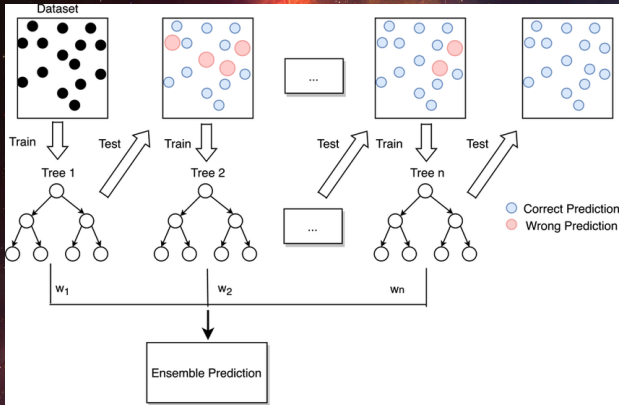 Dataset
...
Train
Test
Train
Test
Train
Test
Tree 1
Tree 2
Tree n
...
Correct Prediction
Wrong Prediction
w1
w2
wn
Ensemble Prediction